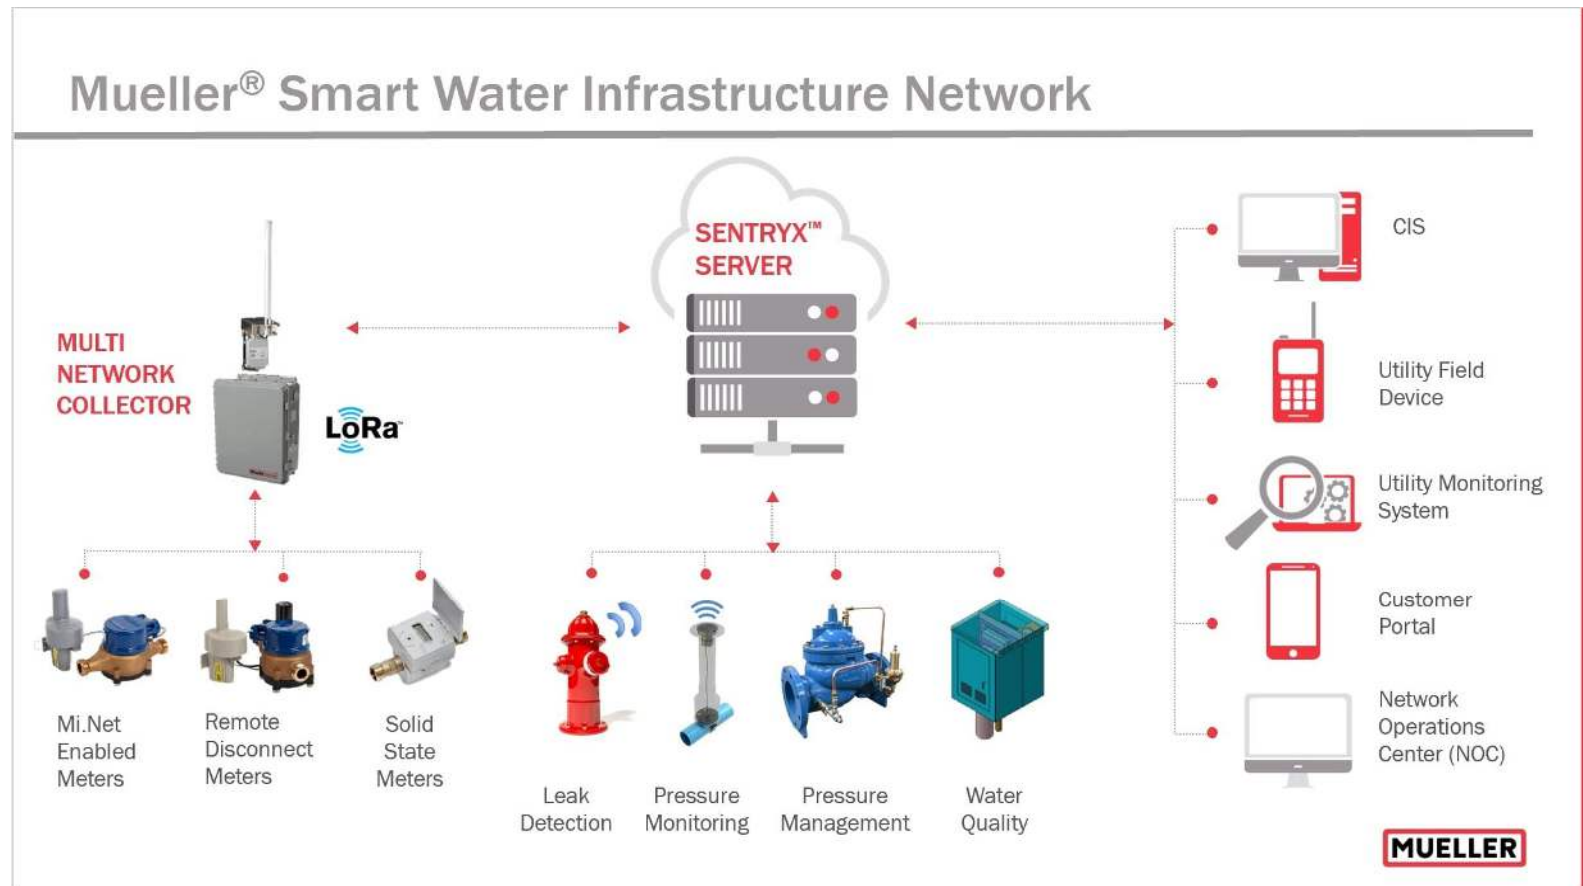 Mueller® Smart Water Infrastructure Network
SENTRYX™
SERVER
MULTI
NETWORK
COLLECTOR
LoRa™
Mi.Net
Enabled
Meters
Remote
Disconnect
Meters
Solid
State
Meters
Leak
Detection
Pressure
Monitoring
Pressure
Management
Water
Quality
CIS
Utility Field
Device
Utility Monitoring
System
Customer
Portal
Network
Operations
Center (NOC)
MUELLER